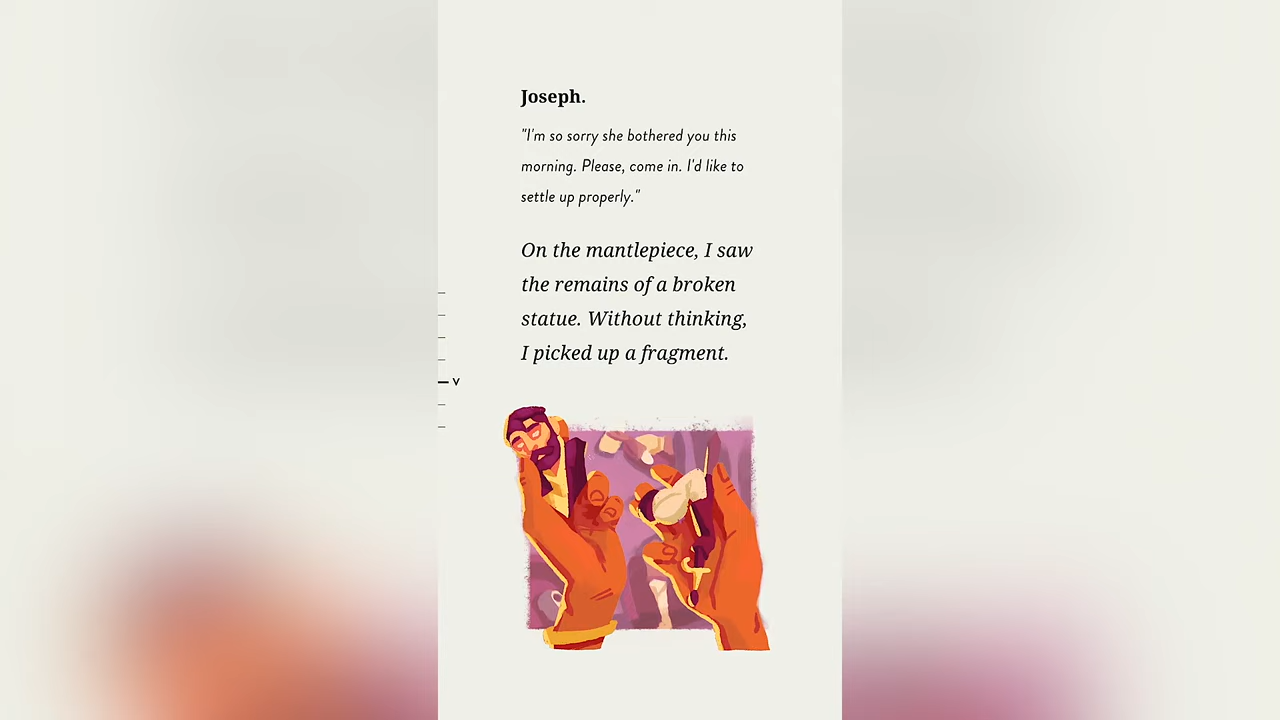 Joseph.
"I'm so sorry she bothered you this
morning. Please, come in. I'd like to
settle up properly."
On the mantlepiece, I saw
the remains of a broken
statue. Without thinking,
I picked up a fragment.
V